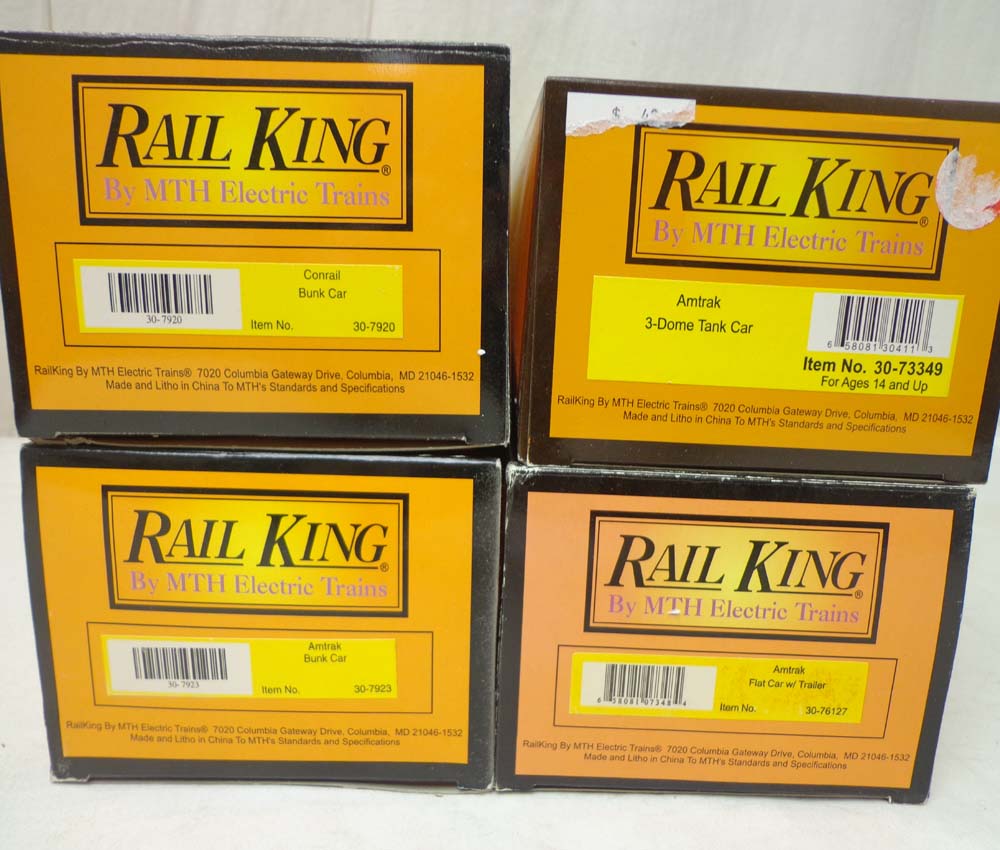 RAIL KING®
By MTH Electric Trains
30-7920
Conrail
Bunk Car
Item No. 30-7920
RailKing By MTH Electric Trains® 7020 Columbia Gateway Drive, Columbia, MD 21046-1532
Made and Litho in China To MTH's Standards and Specifications
$
RAIL KING®
By MTH Electric Trains
Amtrak
3-Dome Tank Car
6 58081 30411 3
Item No. 30-73349
For Ages 14 and Up
RailKing By MTH Electric Trains® 7020 Columbia Gateway Drive, Columbia, MD 21046-1532
Made and Litho in China To MTH's Standards and Specifications
RAIL KING®
By MTH Electric Trains
30-7923
Amtrak
Bunk Car
Item No. 30-7923
RailKing By MTH Electric Trains® 7020 Columbia Gateway Drive, Columbia, MD 21046-1532
Made and Litho in China To MTH's Standards and Specifications
RAIL KING®
By MTH Electric Trains
6 58081 07348 4
Amtrak
Flat Car w/ Trailer
Item No. 30-76127
RailKing By MTH Electric Trains® 7020 Columbia Gateway Drive, Columbia, MD 21046-1532
Made and Litho in China To MTH's Standards and Specifications